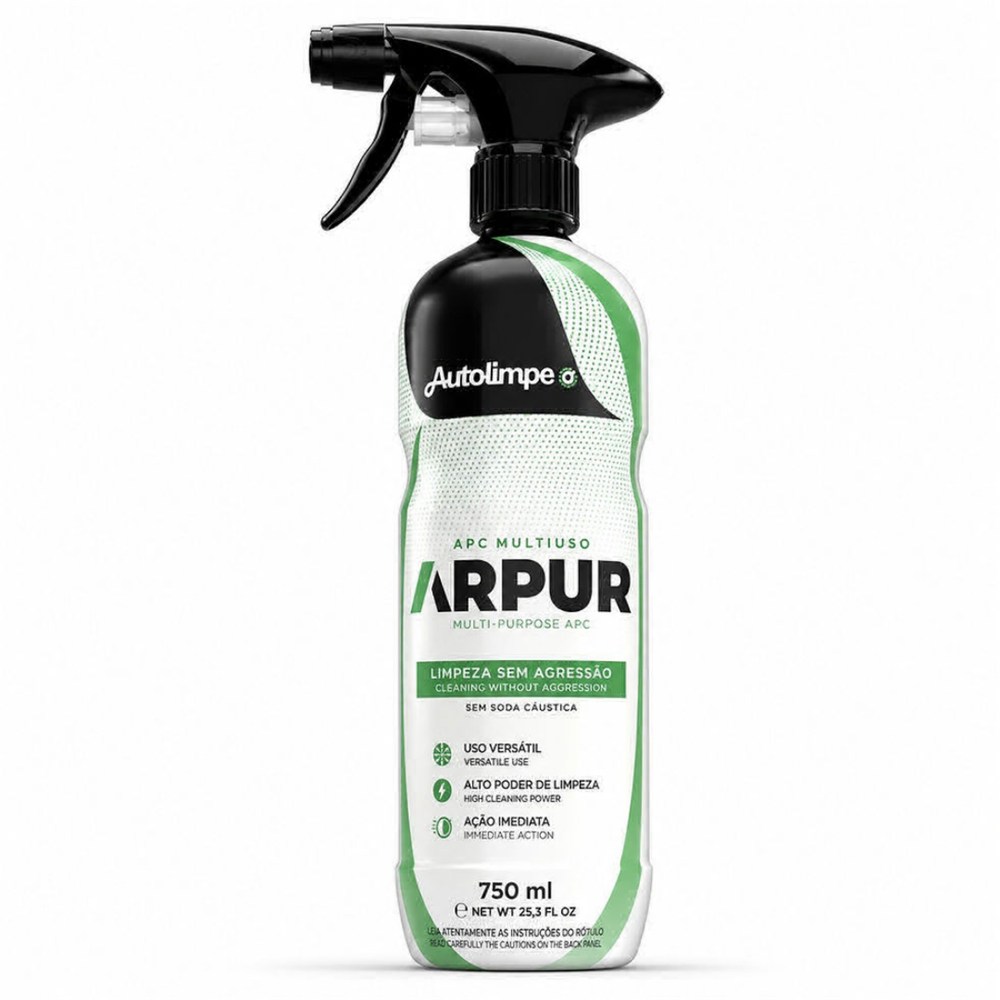 Autolimpe
APC MULTIUSO
ARPUR
MULTI-PURPOSE APC
LIMPEZA SEM AGRESSÃO
CLEANING WITHOUT AGGRESSION
SEM SODA CÁUSTICA
USO VERSÁTIL
VERSATILE USE
ALTO PODER DE LIMPEZA
HIGH CLEANING POWER
AÇÃO IMEDIATA
IMMEDIATE ACTION
750 ml
℮ NET WT 25,3 FL OZ
LEIA ATENTAMENTE AS INSTRUÇÕES DO RÓTULO
READ CAREFULLY THE CAUTIONS ON THE BACK PANEL